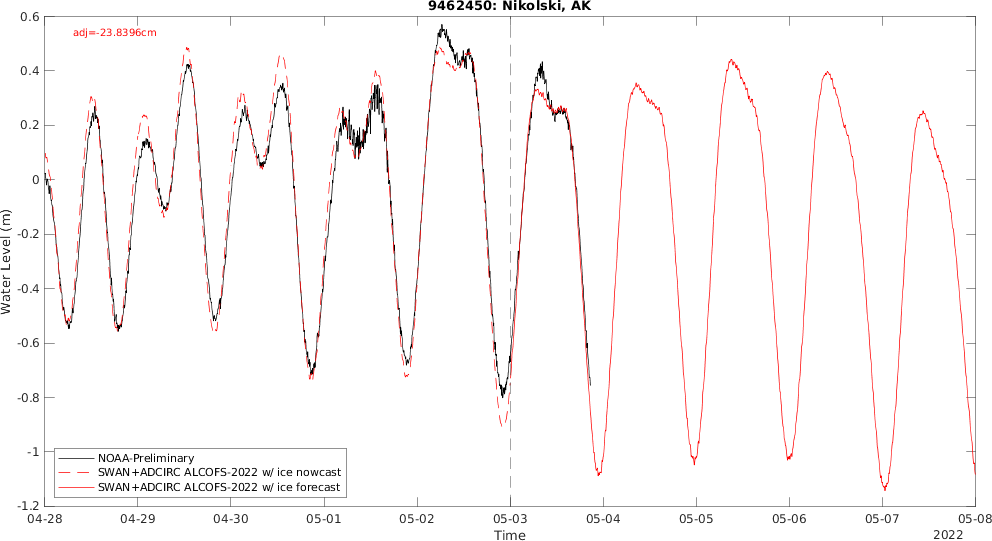 9462450: Nikolski, AK
adj=-23.8396cm
Water Level (m)
0.6
0.4
0.2
0
-0.2
-0.4
-0.6
-0.8
-1
-1.2
NOAA-Preliminary
SWAN+ADCIRC ALCOFS-2022 w/ ice nowcast
SWAN+ADCIRC ALCOFS-2022 w/ ice forecast
04-28 04-29 04-30 05-01 05-02 05-03 05-04 05-05 05-06 05-07 05-08
Time
2022